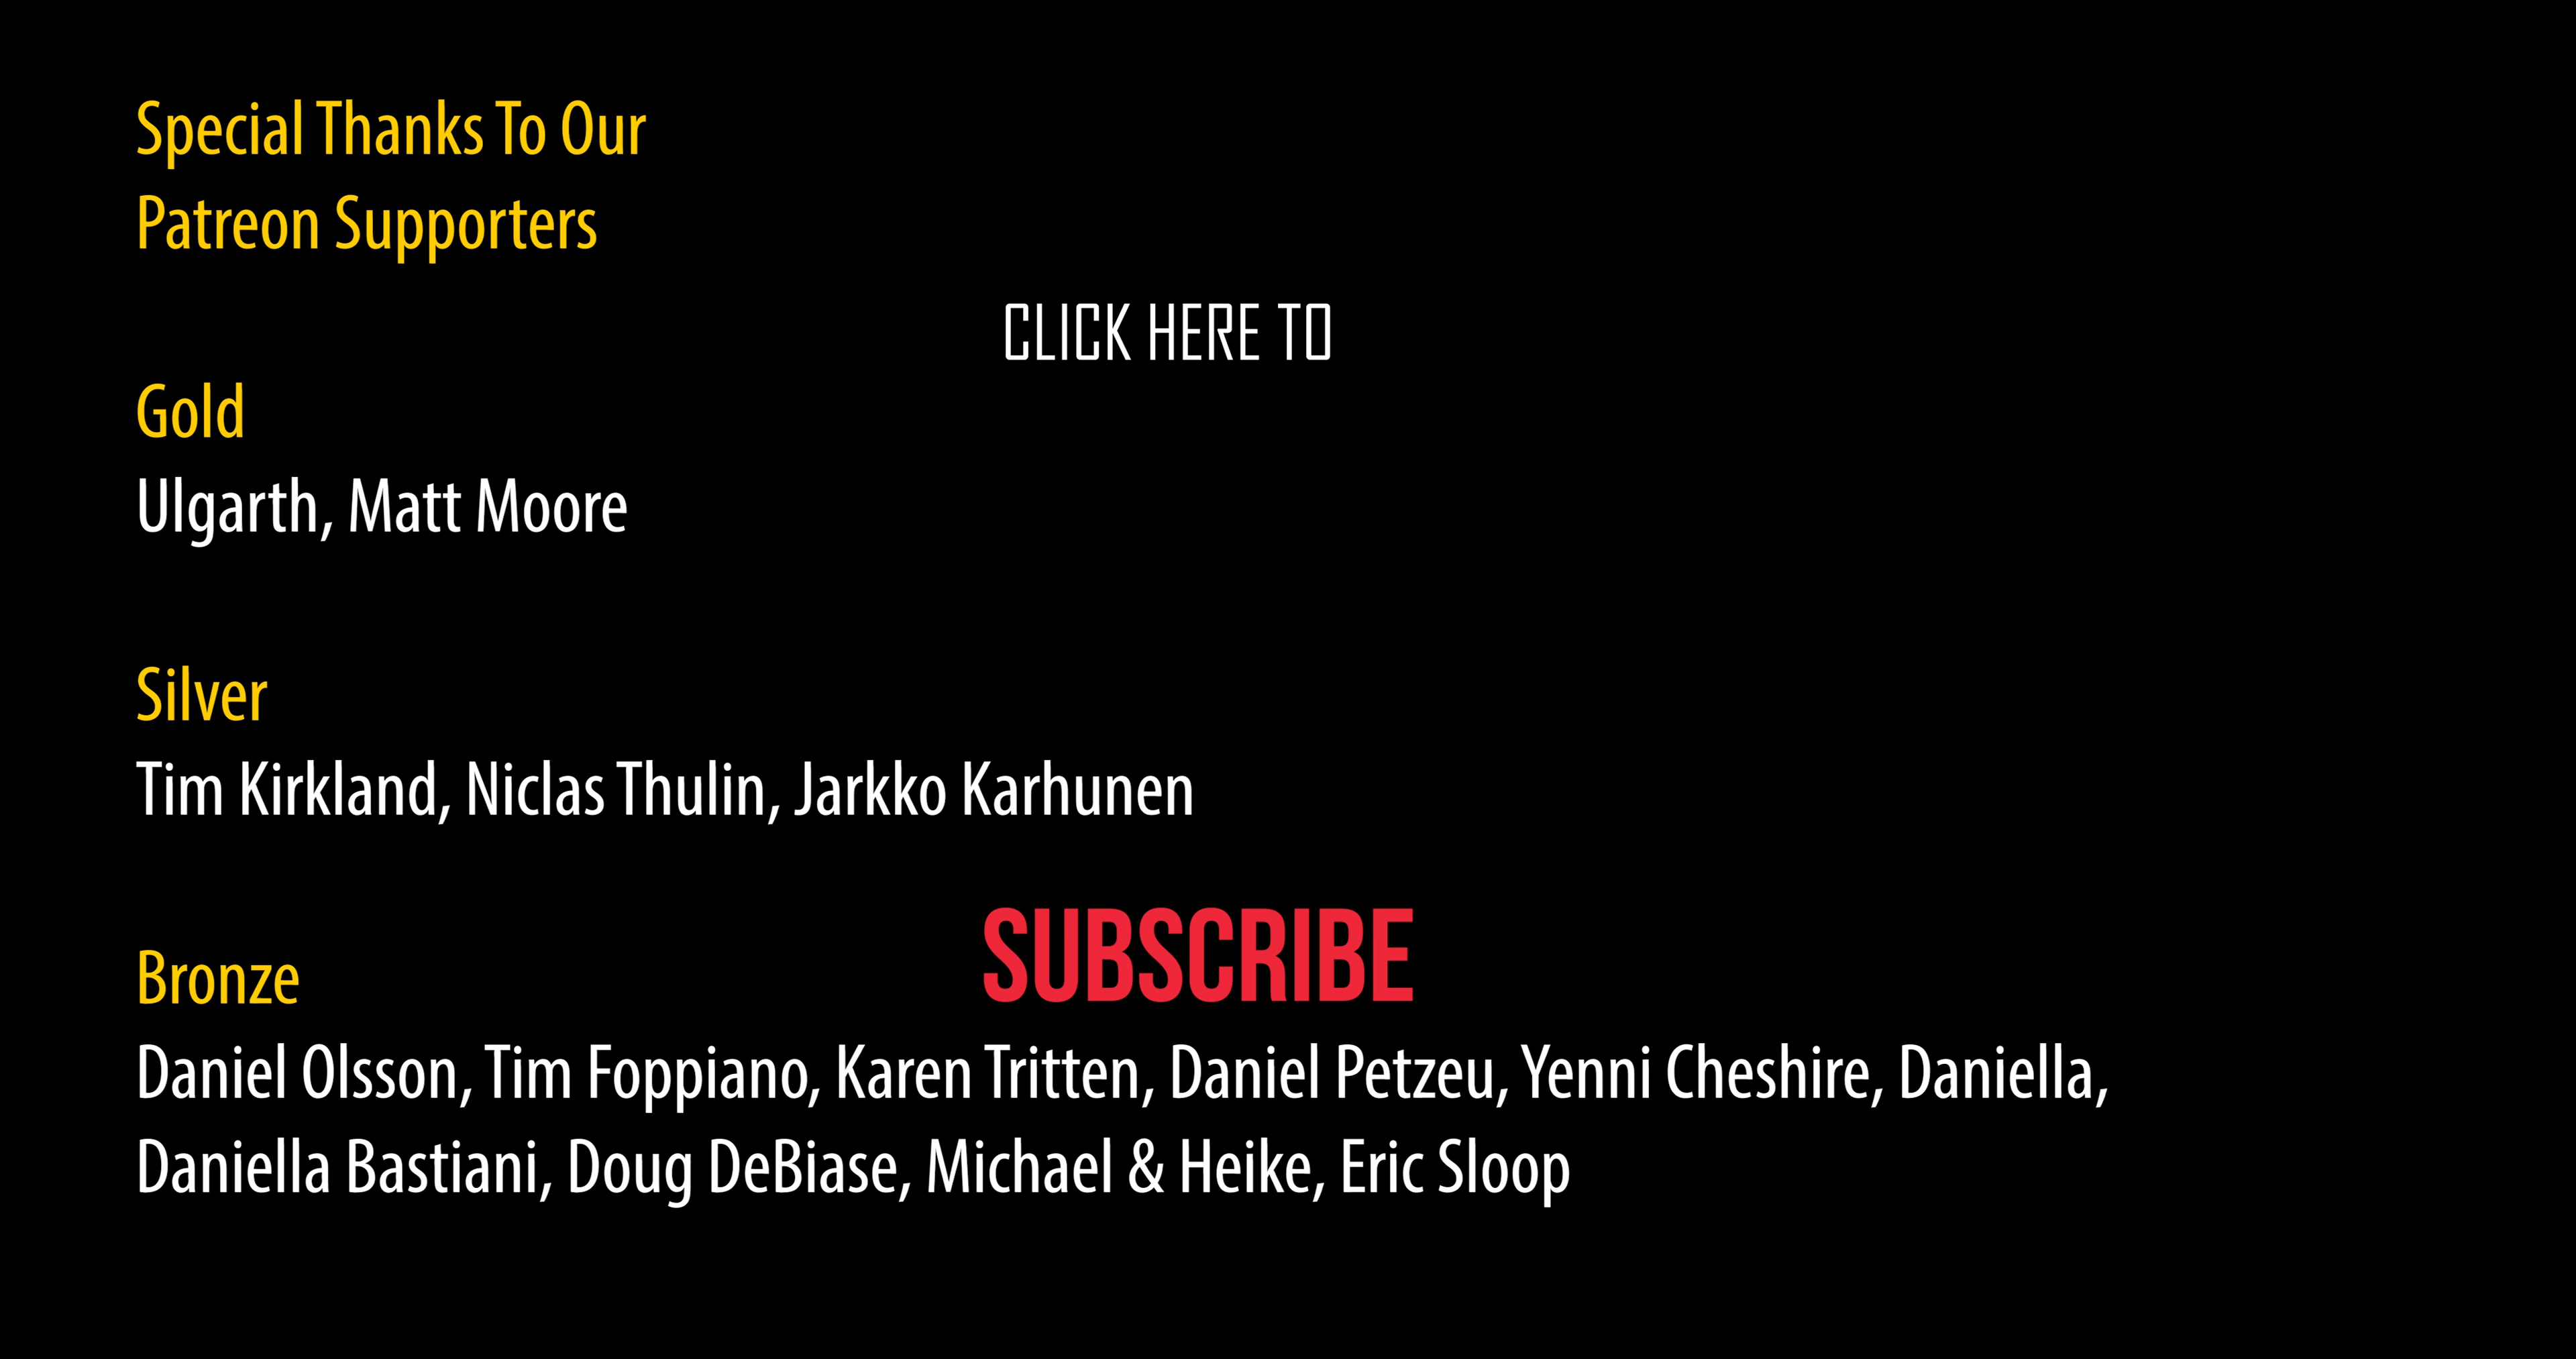 Special Thanks To Our
Patreon Supporters
CLICK HERE TO
Gold
Ulgarth, Matt Moore
Silver
Tim Kirkland, Niclas Thulin, Jarkko Karhunen
SUBSCRIBE
Bronze
Daniel Olsson, Tim Foppiano, Karen Tritten, Daniel Petzeu, Yenni Cheshire, Daniella,
Daniella Bastiani, Doug DeBiase, Michael & Heike, Eric Sloop